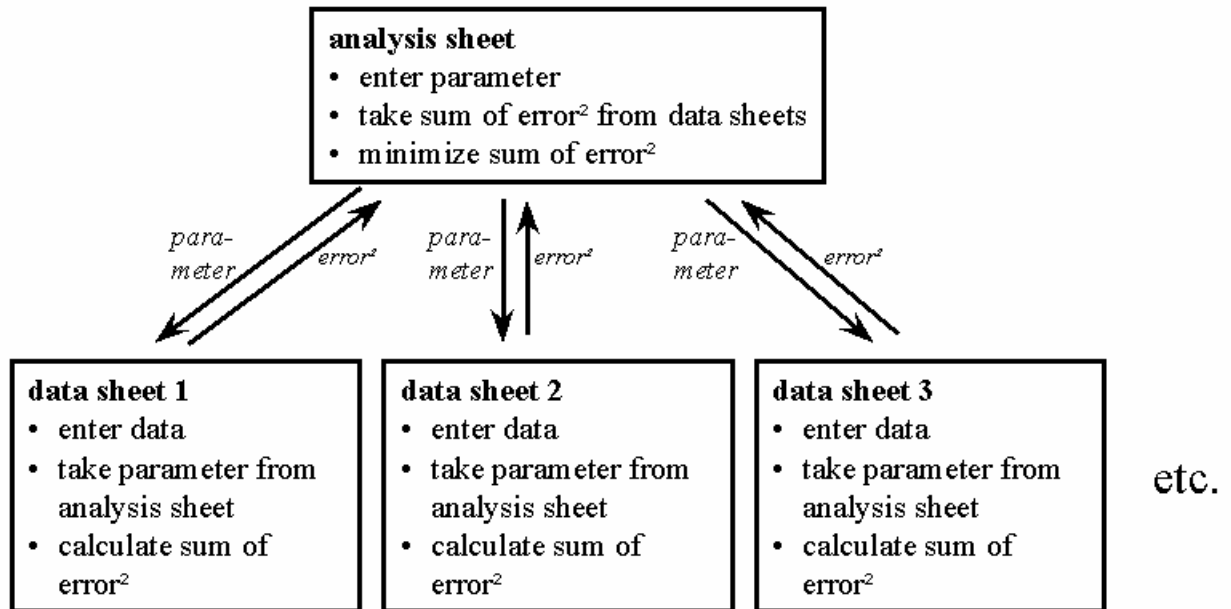 analysis sheet
• enter parameter
• take sum of error² from data sheets
• minimize sum of error²
para-
meter
error²
para-
meter
error²
para-
meter
error²
data sheet 1
• enter data
• take parameter from
analysis sheet
• calculate sum of
error²
data sheet 2
• enter data
• take parameter from
analysis sheet
• calculate sum of
error²
data sheet 3
• enter data
• take parameter from
analysis sheet
• calculate sum of
error²
etc.